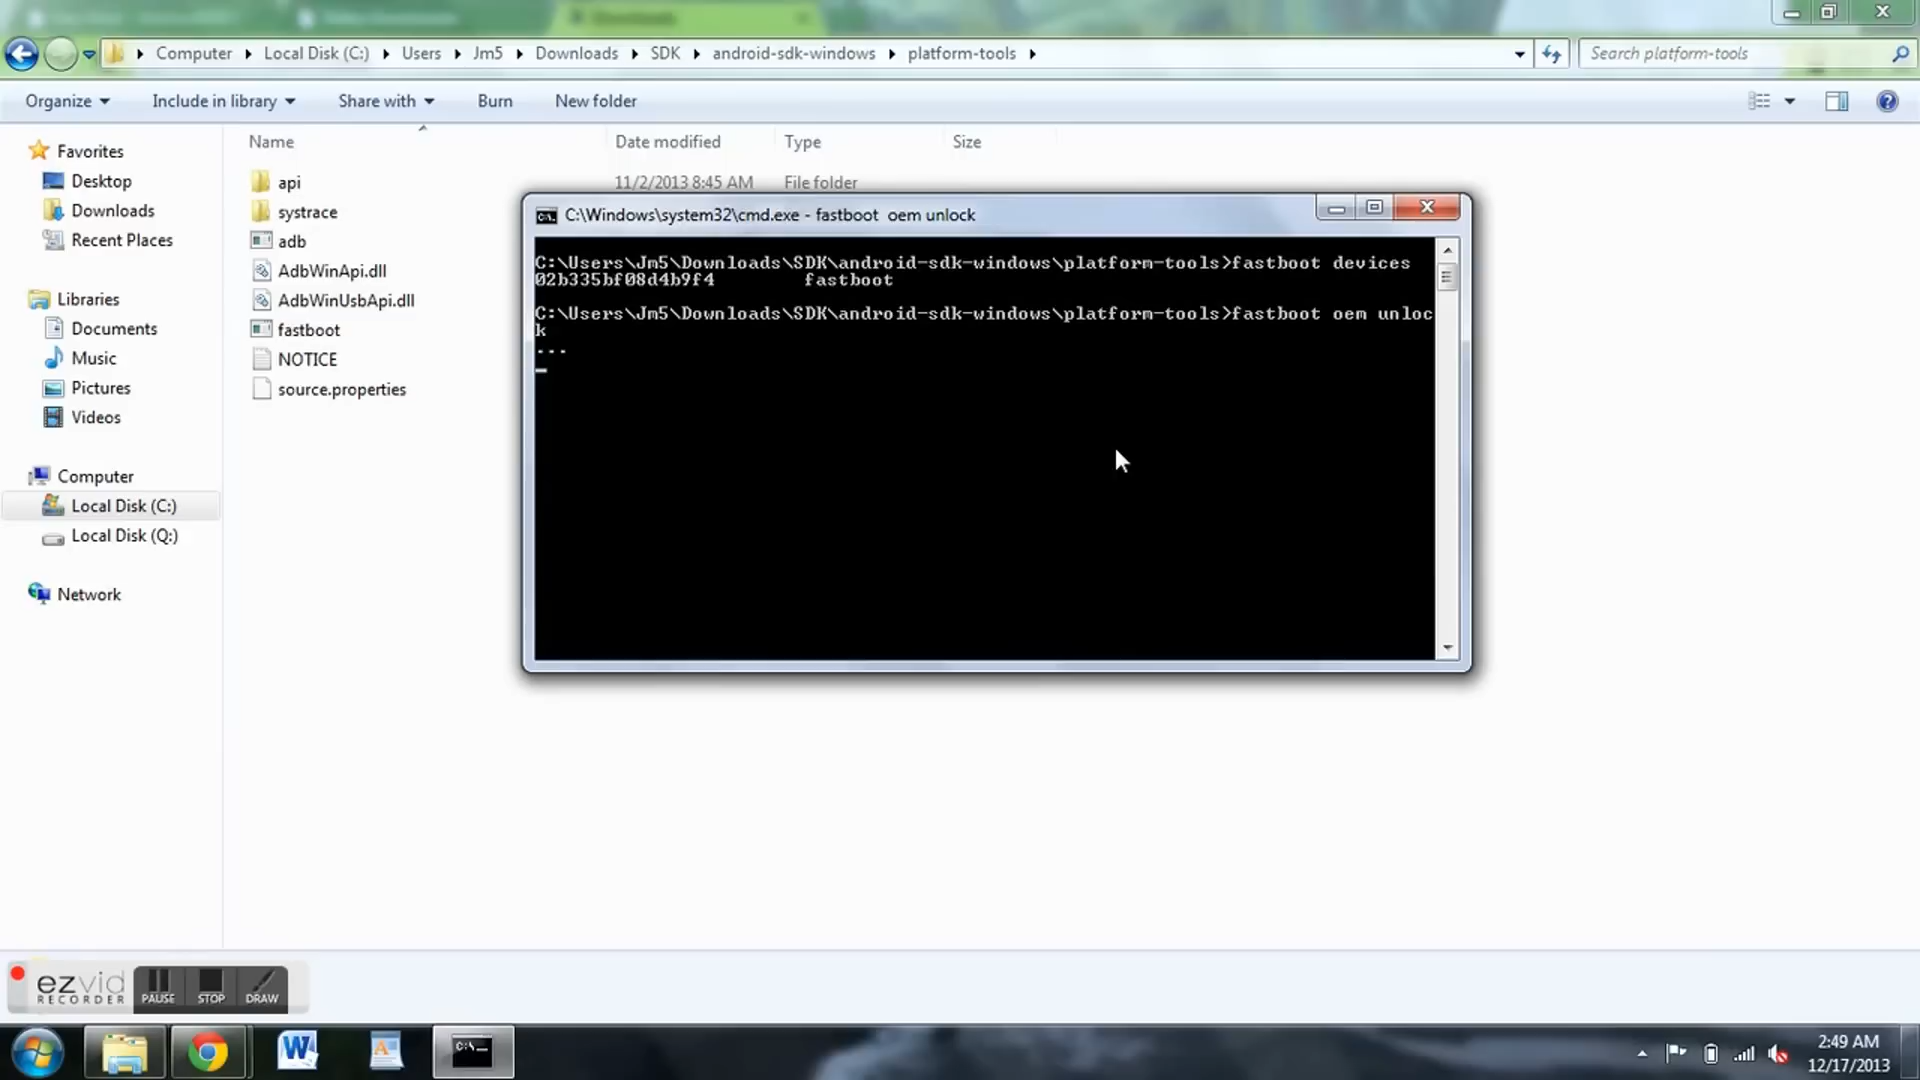 Downloads
Computer Local Disk (C:) Users Jm5 Downloads SDK android-sdk-windows platform-tools
Search platform-tools
Organize Include in library Share with Burn New folder
Name Date modified Type Size
Favorites
Desktop
Downloads
Recent Places
Libraries
Documents
Music
Pictures
Videos
Computer
Local Disk (C:)
Local Disk (Q:)
Network
api 11/2/2013 8:45 AM File folder
systrace
adb
AdbWinApi.dll
AdbWinUsbApi.dll
fastboot
NOTICE
source.properties
C:\Windows\system32\cmd.exe - fastboot oem unlock
C:\Users\Jm5\Downloads\SDK\android-sdk-windows\platform-tools>fastboot devices
02b335bf08d4b9f4 fastboot
C:\Users\Jm5\Downloads\SDK\android-sdk-windows\platform-tools>fastboot oem unloc
k
...
ezvid
RECORDER
PAUSE STOP DRAW
2:49 AM
12/17/2013